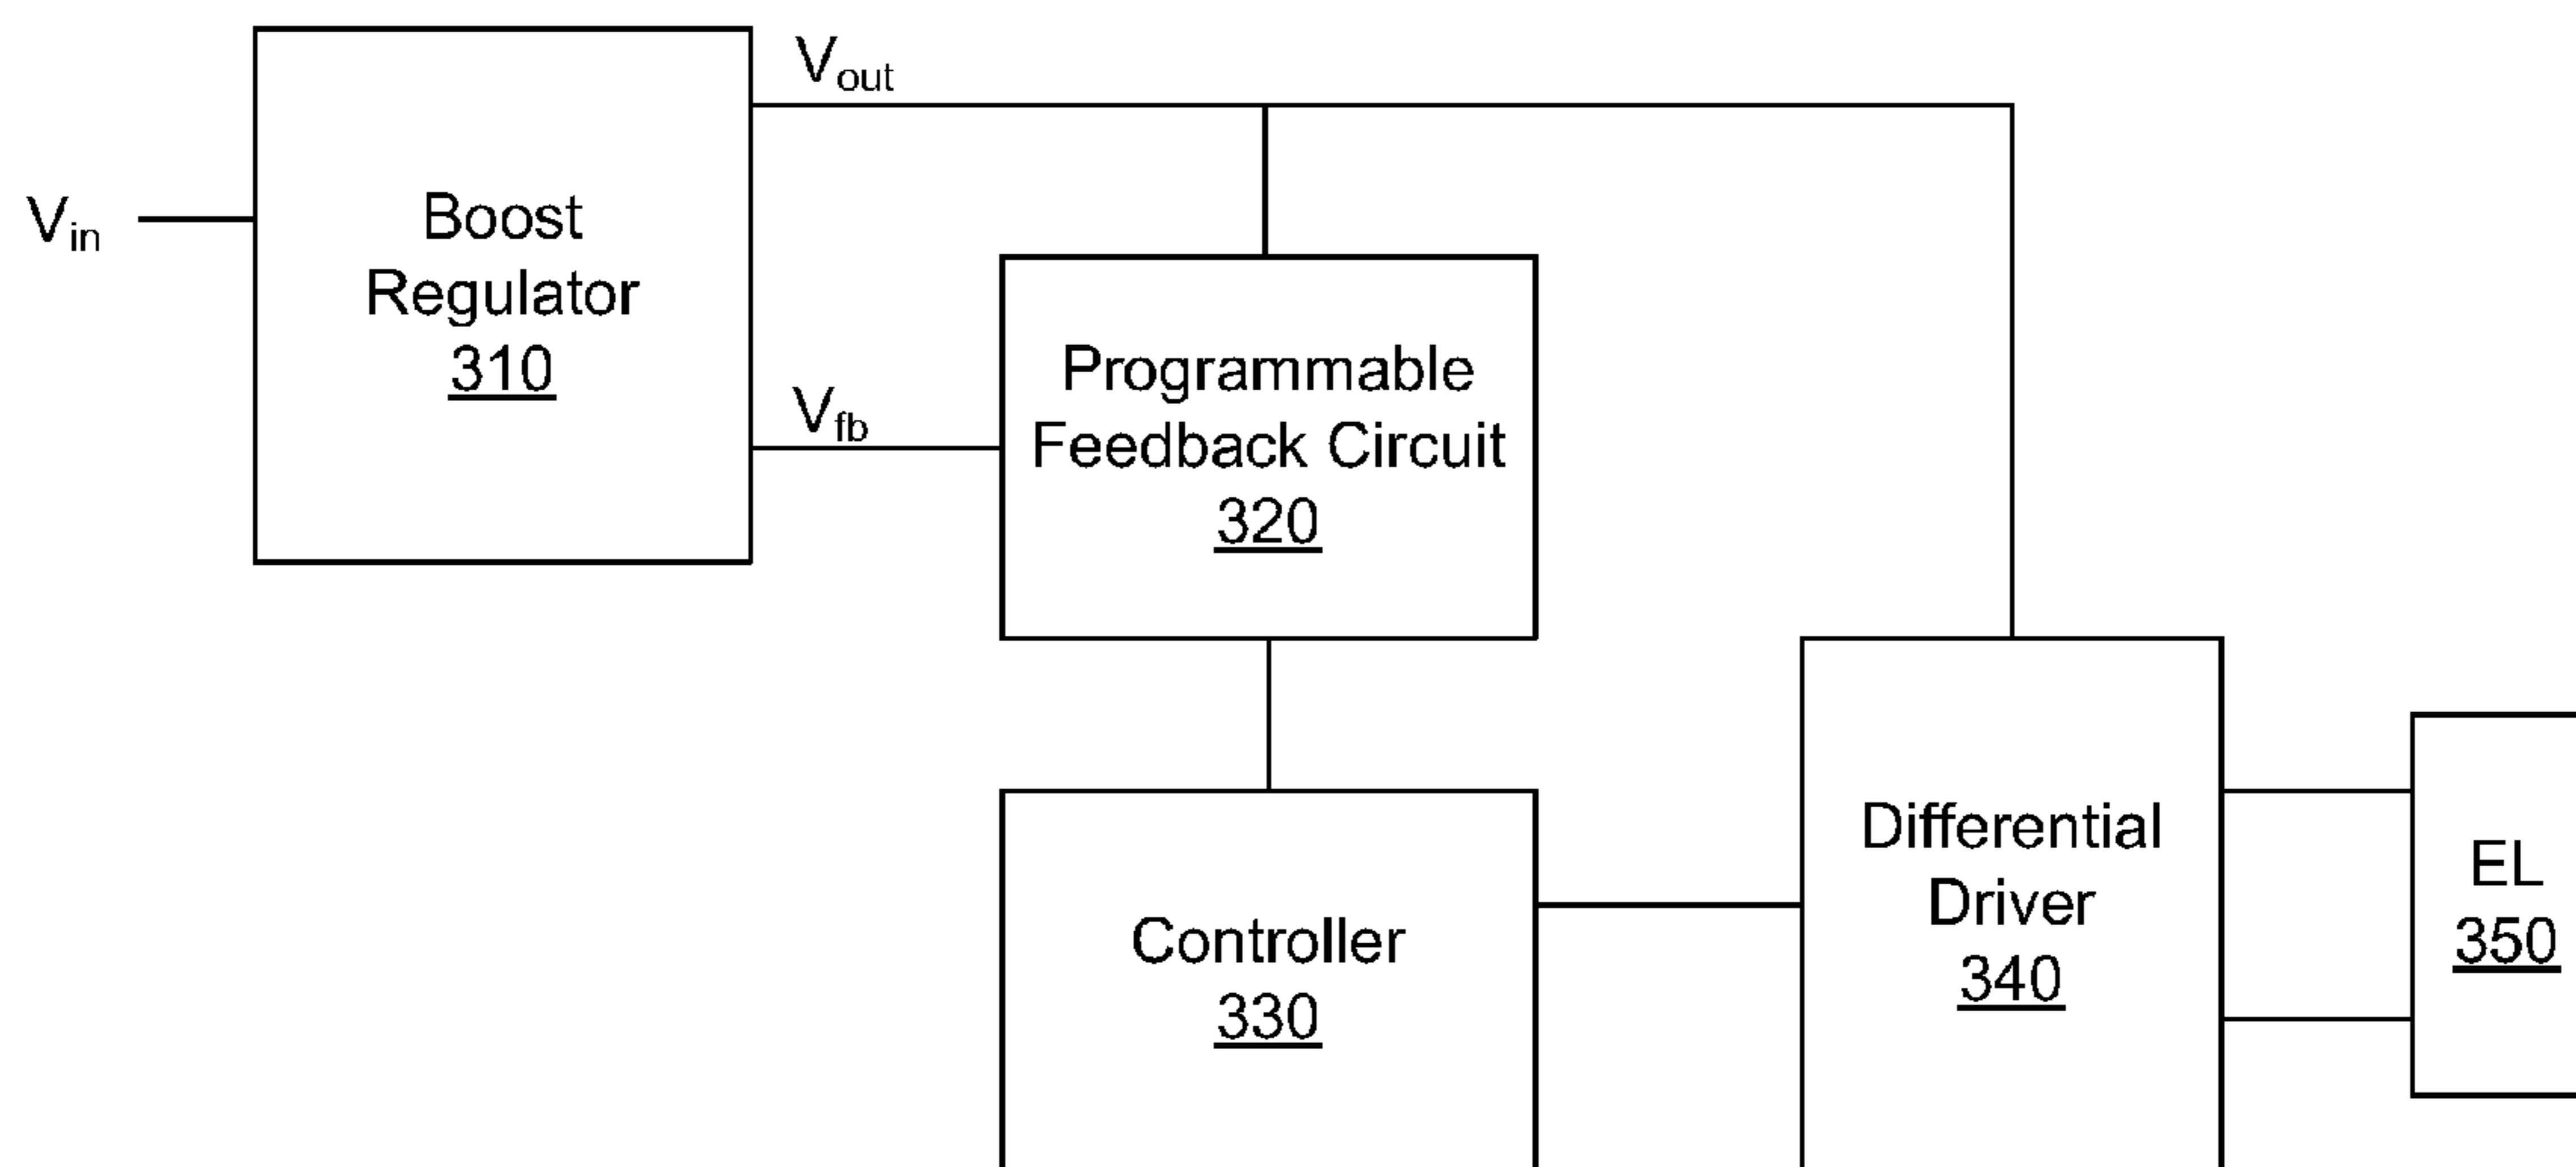 Vout
Vin
Boost
Regulator
310
Vfb
Programmable
Feedback Circuit
320
Controller
330
Differential
Driver
340
EL
350